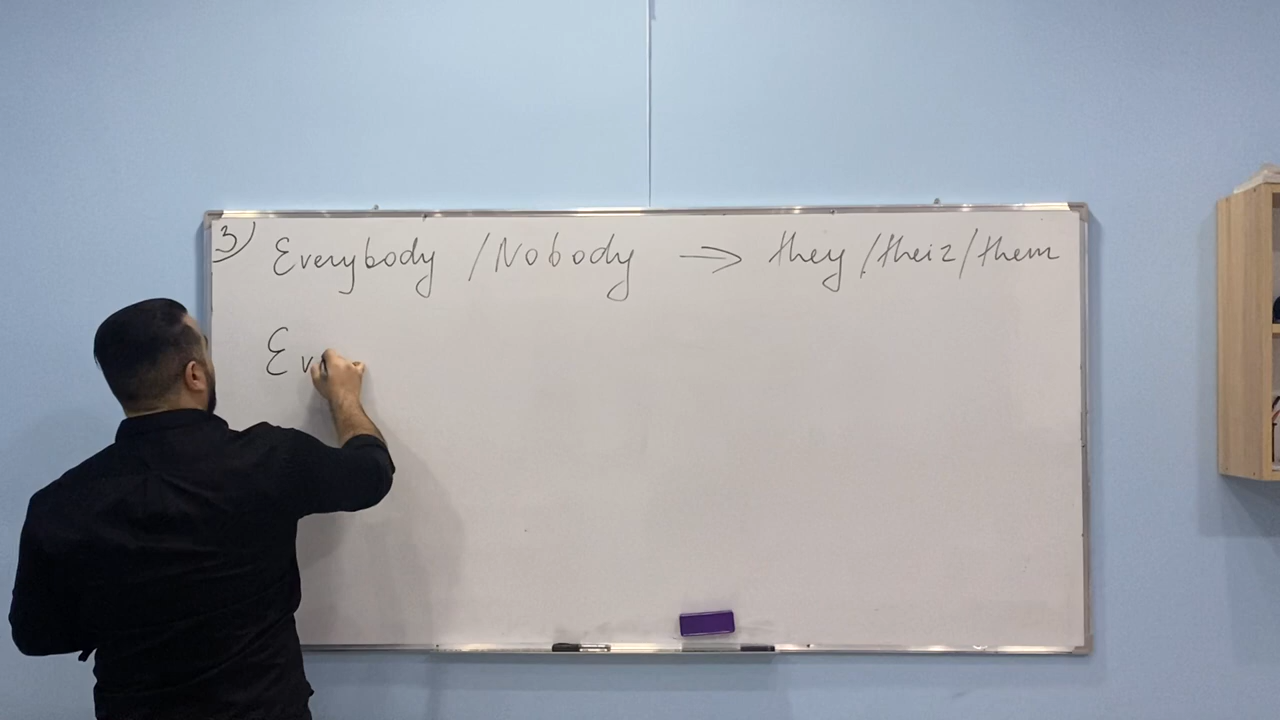 3) Everybody / Nobody => they / their / them
Ev